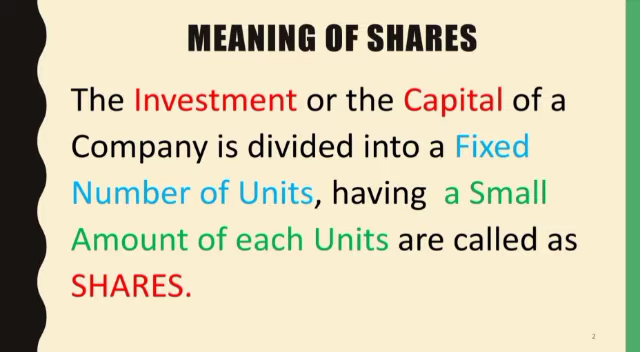 MEANING OF SHARES
The Investment or the Capital of a
Company is divided into a Fixed
Number of Units, having a Small
Amount of each Units are called as
SHARES.
2